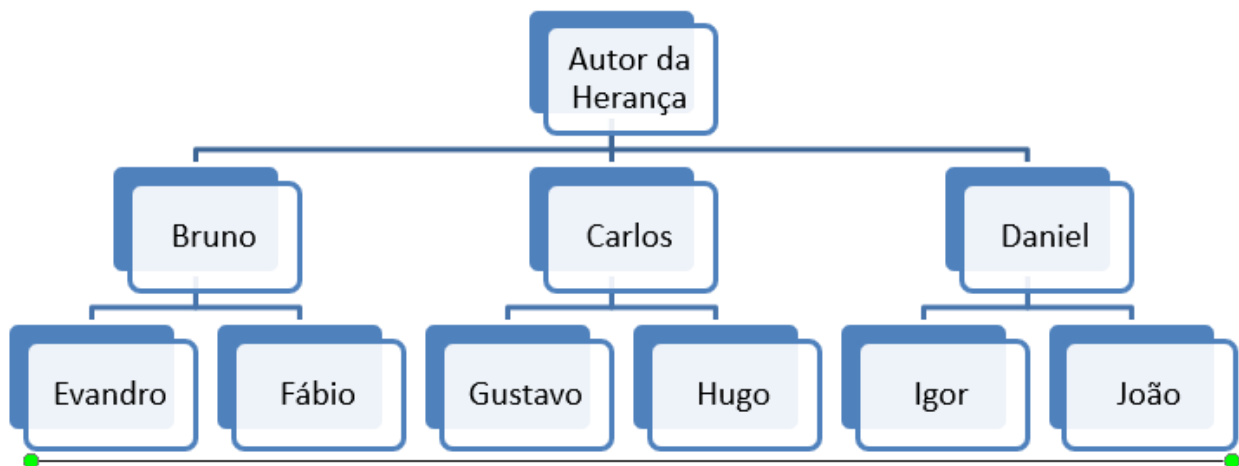 Autor da
Herança
Bruno
Carlos
Daniel
Evandro
Fábio
Gustavo
Hugo
Igor
João